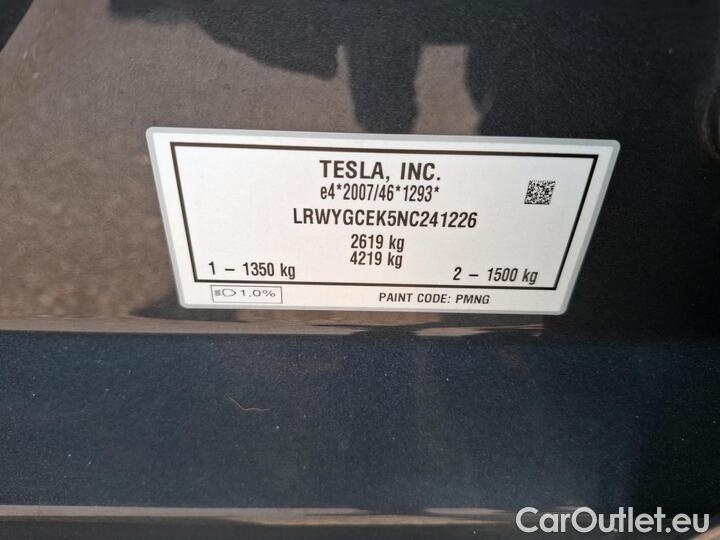 TESLA, INC.
e4*2007/46*1293*
LRWYGCEK5NC241226
2619 kg
4219 kg
1 – 1350 kg
2 – 1500 kg
1,0%
PAINT CODE: PMNG
CarOutlet.eu